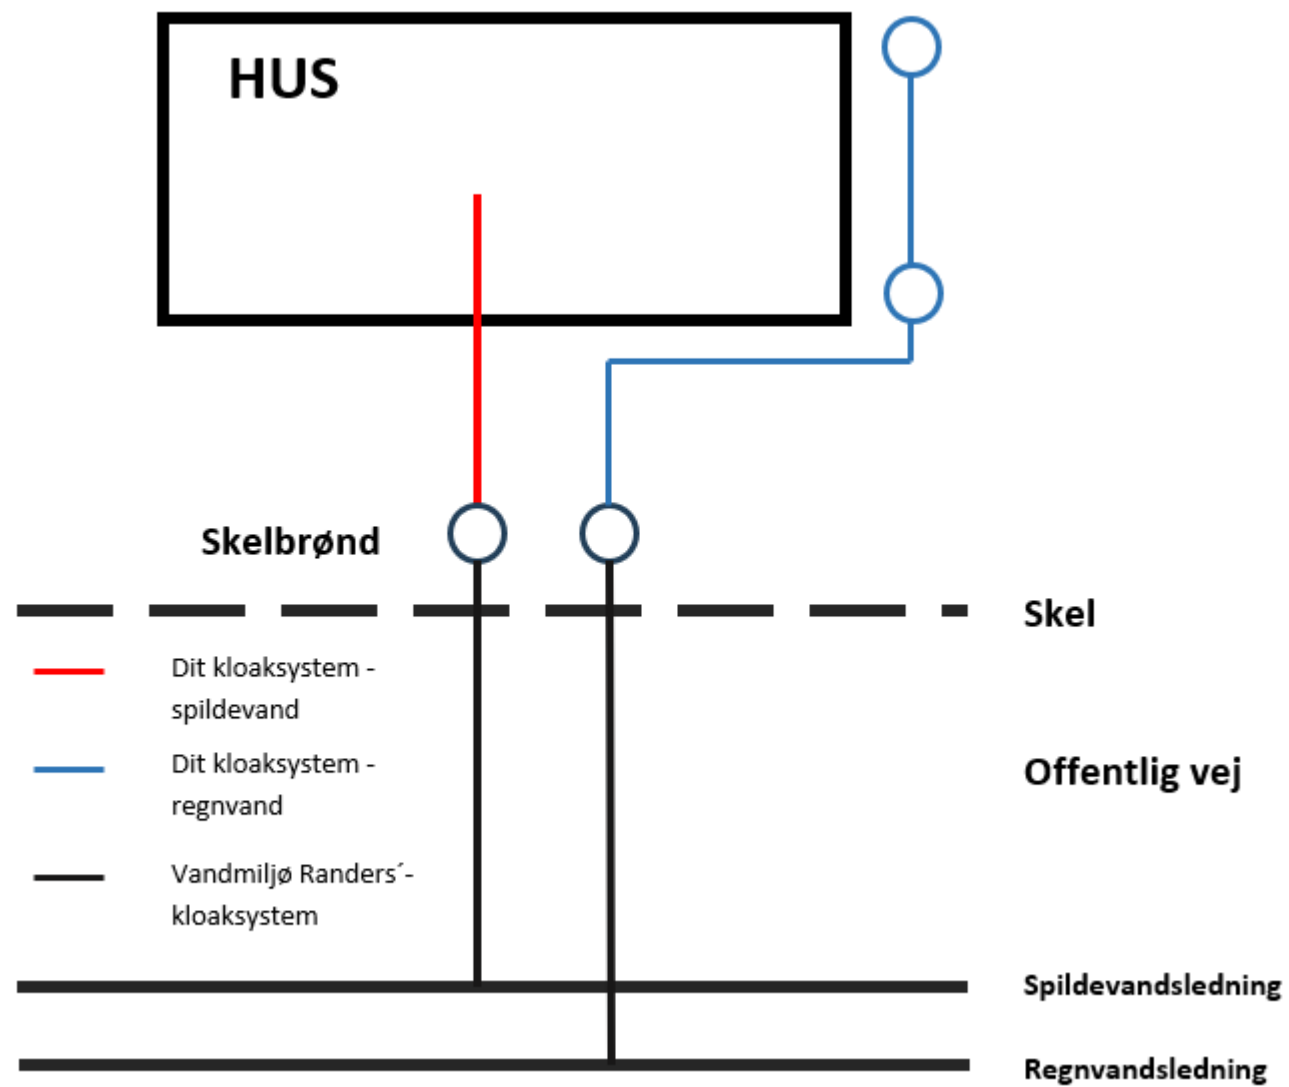 HUS
Skelbrønd
Skel
Dit kloaksystem -
spildevand
Dit kloaksystem -
regnvand
Offentlig vej
Vandmiljø Randers´-
kloaksystem
Spildevandsledning
Regnvandsledning